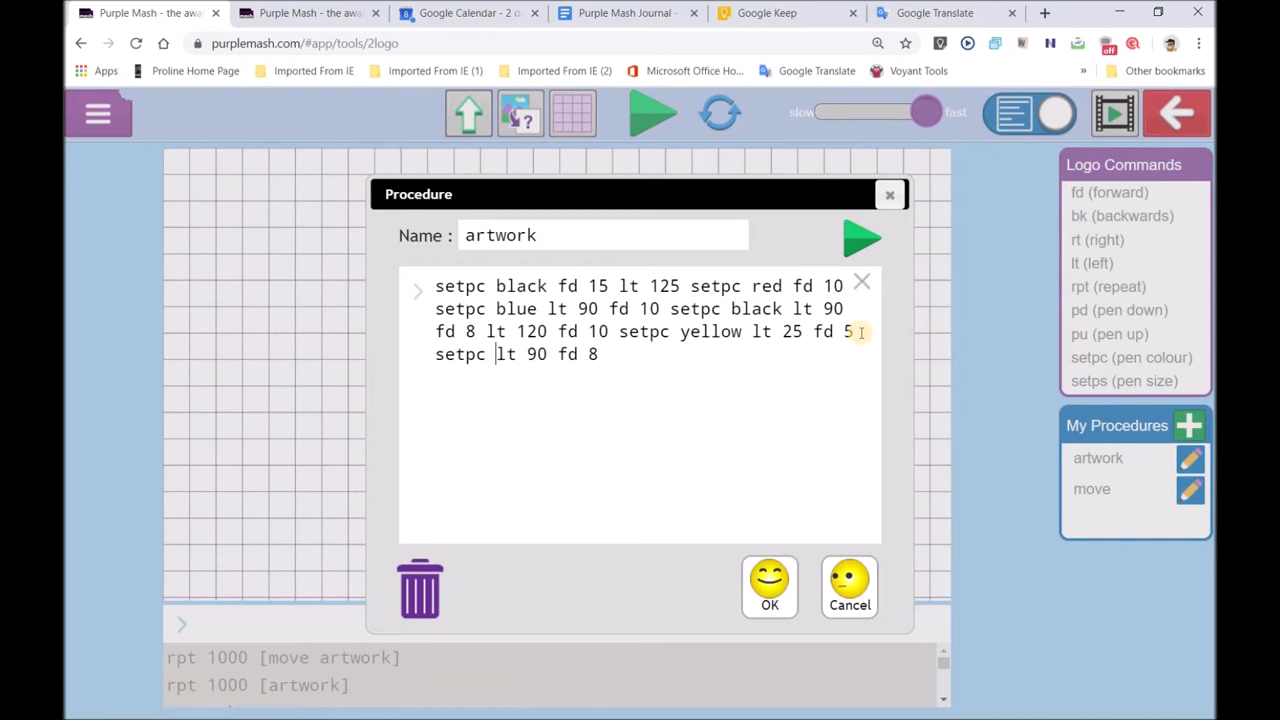 Purple Mash - the awa
Purple Mash - the awa
Google Calendar - 2 d
Purple Mash Journal -
Google Keep
Google Translate
purplemash.com/#app/tools/2logo
off
Apps
Proline Home Page
Imported From IE
Imported From IE (1)
Imported From IE (2)
Microsoft Office Ho...
Google Translate
Voyant Tools
»
Other bookmarks
?
slow
fast
Procedure
Name : artwork
setpc black fd 15 lt 125 setpc red fd 10
setpc blue lt 90 fd 10 setpc black lt 90
fd 8 lt 120 fd 10 setpc yellow lt 25 fd 5
setpc lt 90 fd 8
OK
Cancel
Logo Commands
fd (forward)
bk (backwards)
rt (right)
lt (left)
rpt (repeat)
pd (pen down)
pu (pen up)
setpc (pen colour)
setps (pen size)
My Procedures
artwork
move
rpt 1000 [move artwork]
rpt 1000 [artwork]